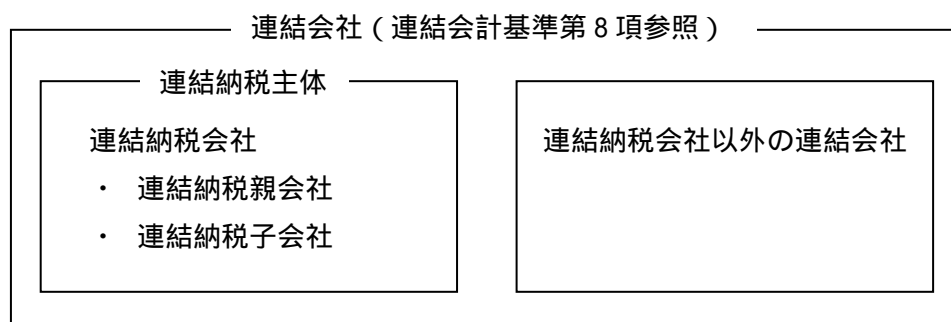 連結会社（連結会計基準第8項参照）
連結納税主体
連結納税会社
・ 連結納税親会社
・ 連結納税子会社
連結納税会社以外の連結会社